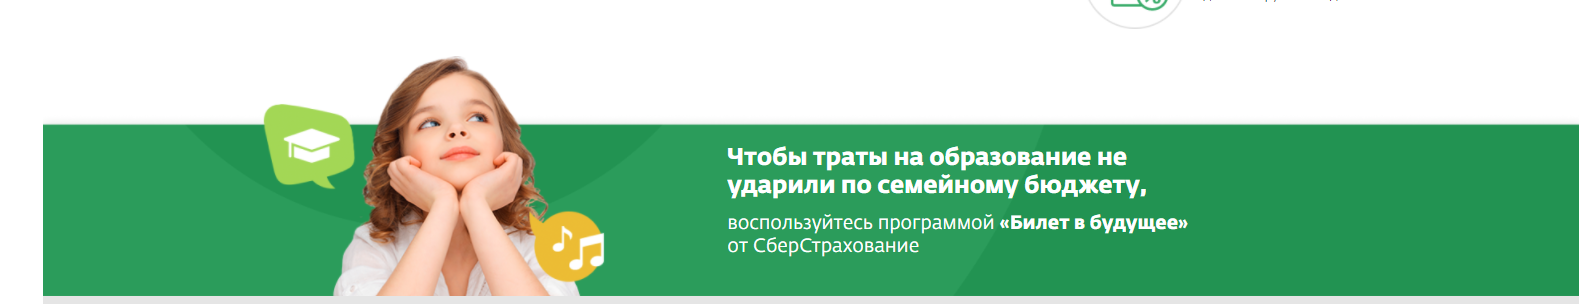 Чтобы траты на образование не
ударили по семейному бюджету,
воспользуйтесь программой «Билет в будущее»
от СберСтрахование